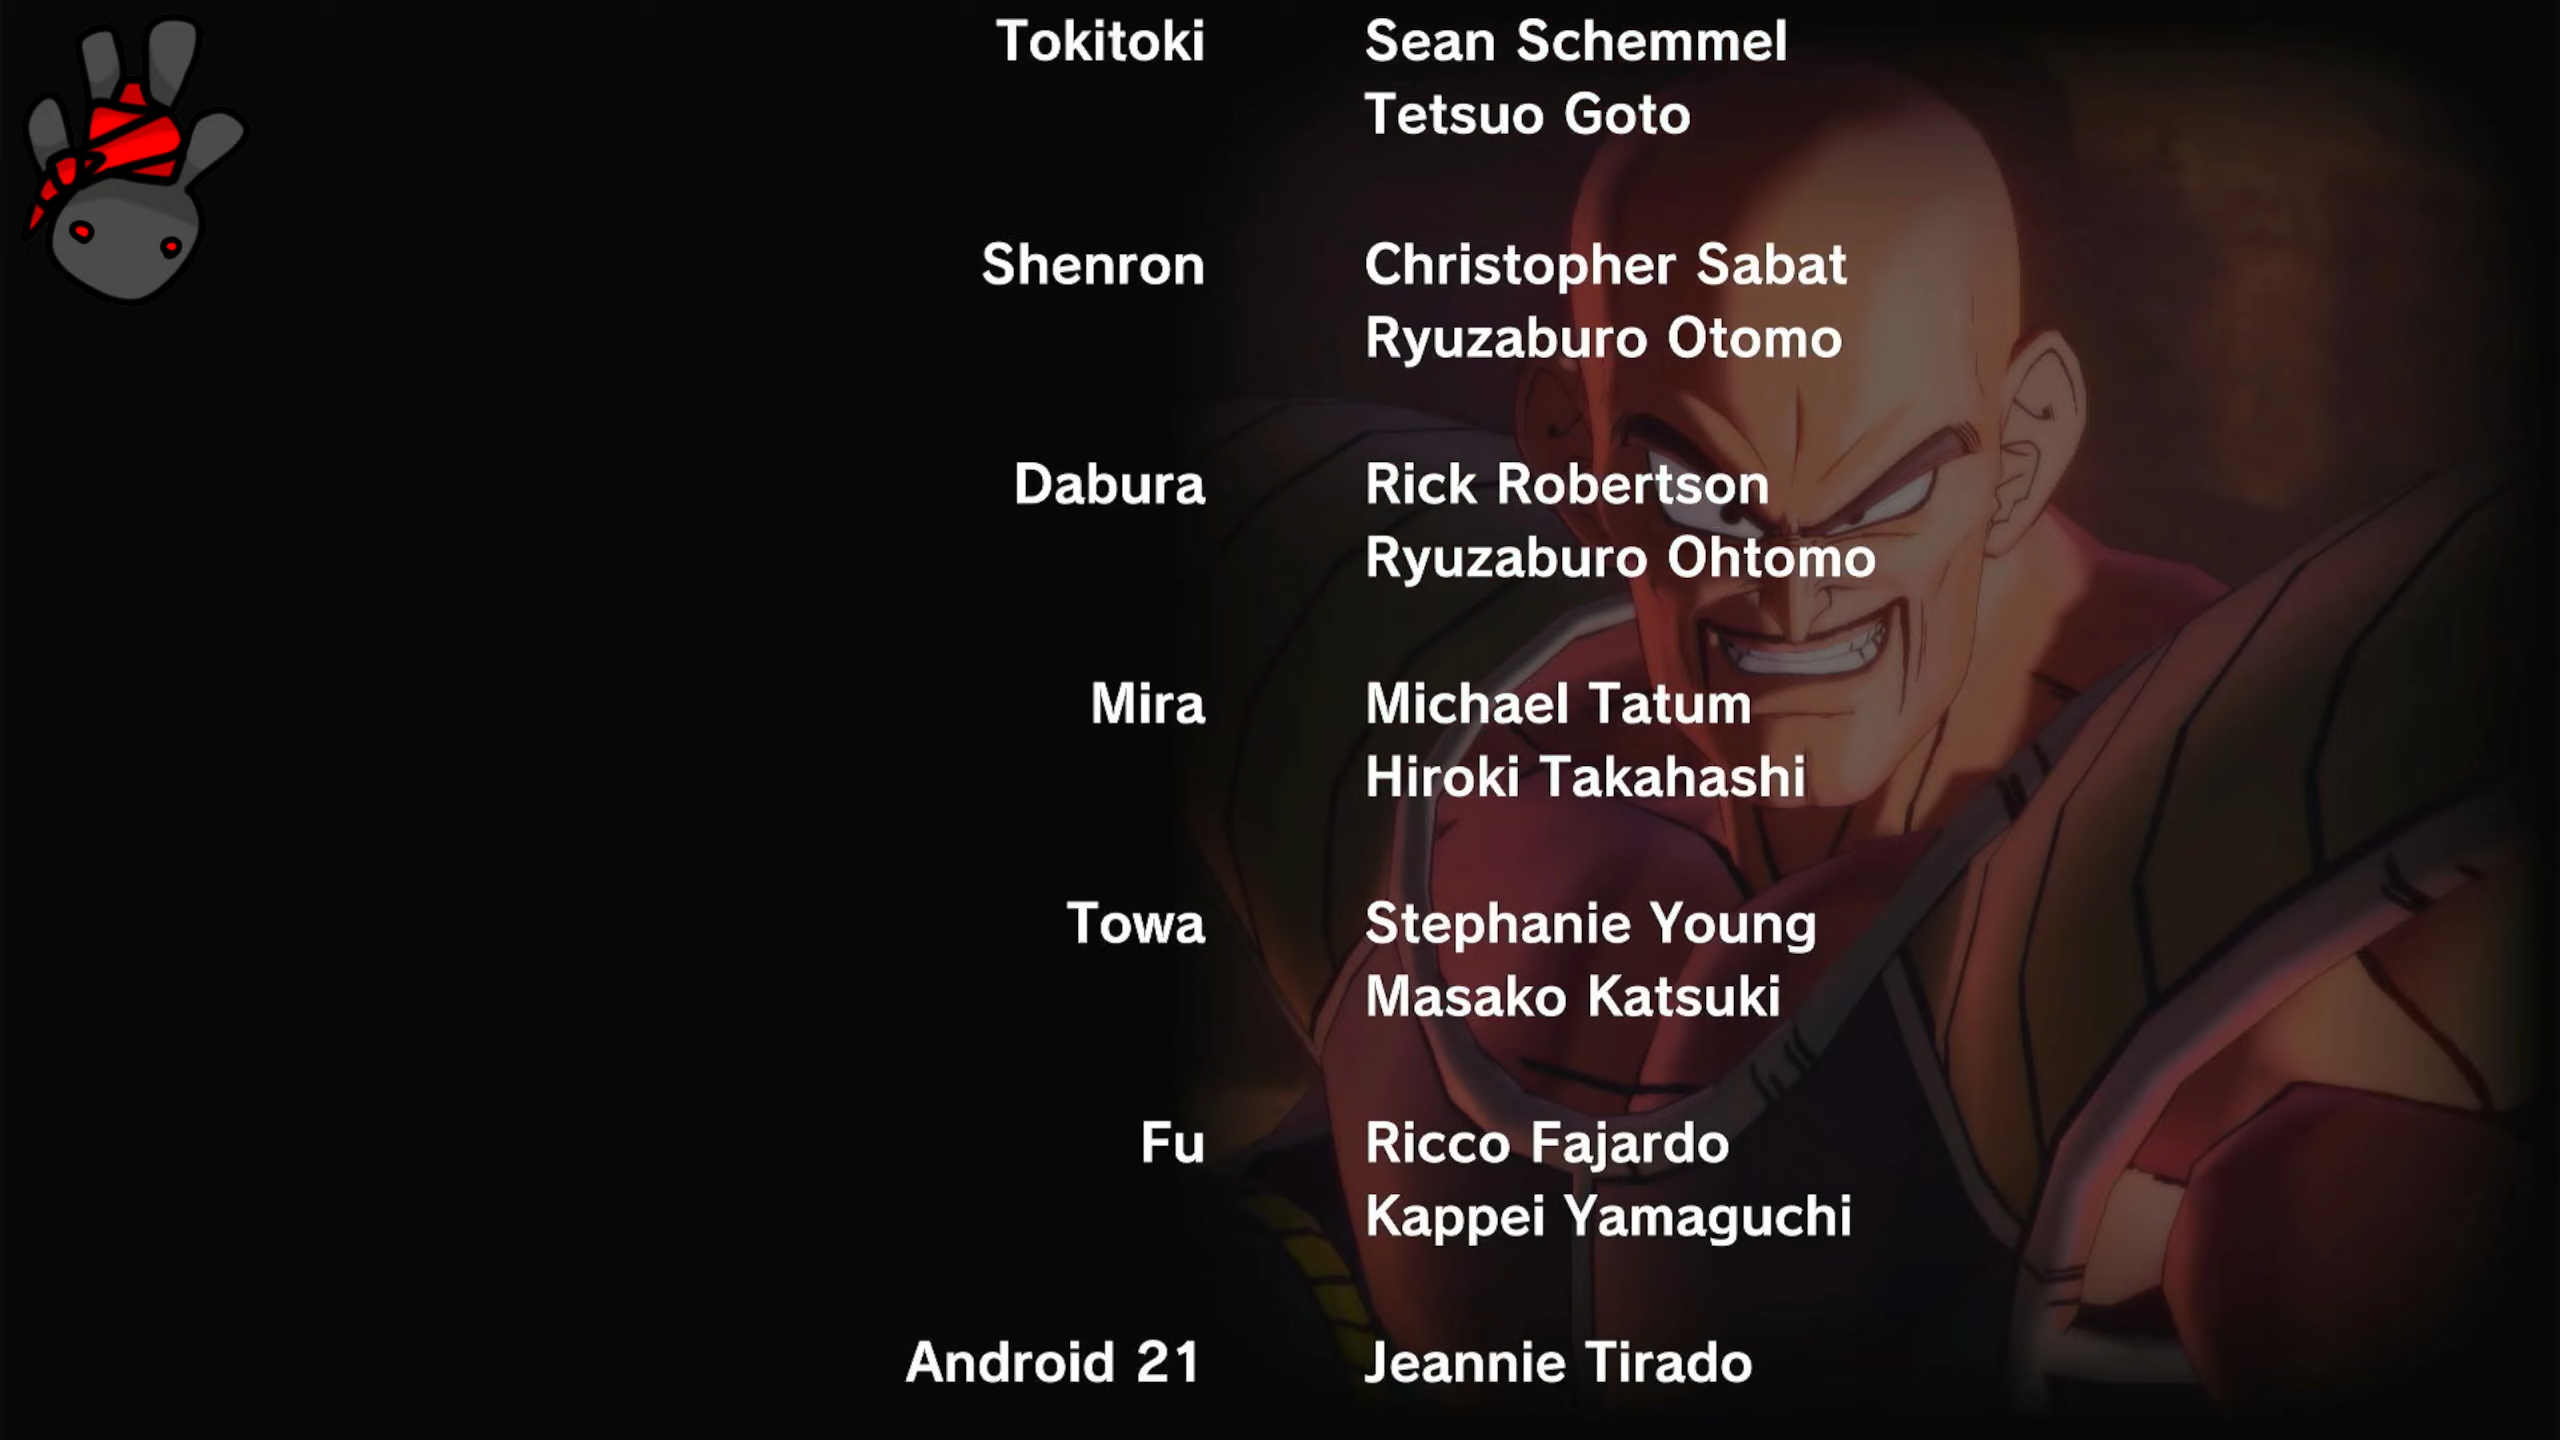 Tokitoki Sean Schemmel
Tetsuo Goto
Shenron Christopher Sabat
Ryuzaburo Otomo
Dabura Rick Robertson
Ryuzaburo Ohtomo
Mira Michael Tatum
Hiroki Takahashi
Towa Stephanie Young
Masako Katsuki
Fu Ricco Fajardo
Kappei Yamaguchi
Android 21 Jeannie Tirado